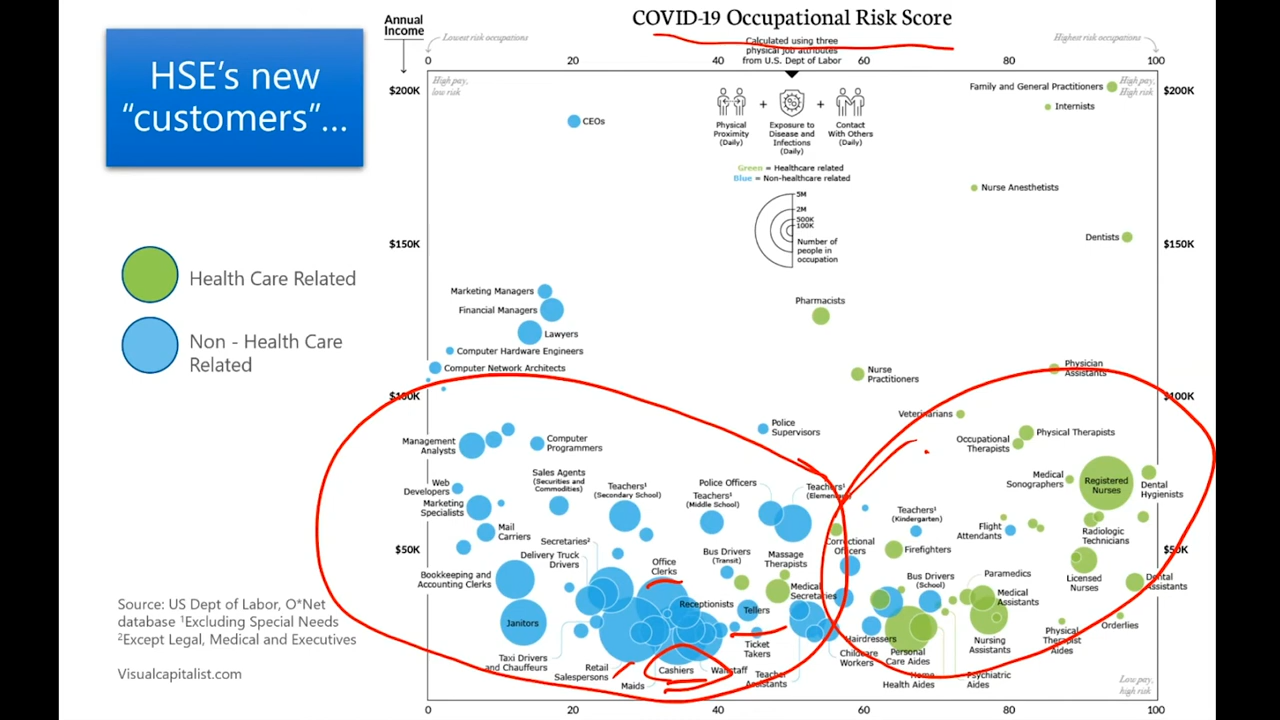 HSE's new
"customers"...
Health Care Related
Non - Health Care
Related
Source: US Dept of Labor, O*Net
database ¹Excluding Special Needs
²Except Legal, Medical and Executives
Visualcapitalist.com
COVID-19 Occupational Risk Score
Annual
Income
Lowest risk occupations
Calculated using three
physical job attributes
from U.S. Dept of Labor
Highest risk occupations
0
20
40
60
80
100
$200K
High pay,
low risk
Family and General Practitioners
High pay,
High risk
$200K
Internists
CEOs
Physical
Proximity
(Daily)
+
Exposure to
Disease and
Infections
(Daily)
+
Contact
With Others
(Daily)
Green = Healthcare related
Blue = Non-healthcare related
5M
2M
500K
100K
Number of
people in
occupation
Nurse Anesthetists
Dentists
$150K
$150K
Marketing Managers
Financial Managers
Lawyers
Pharmacists
Computer Hardware Engineers
Computer Network Architects
Nurse
Practitioners
Physician
Assistants
$100K
$100K
Veterinarians
Police
Supervisors
Physical Therapists
Occupational
Therapists
Management
Analysts
Computer
Programmers
Web
Developers
Marketing
Specialists
Sales Agents
(Securities and
Commodities)
Teachers¹
(Secondary School)
Police Officers
Teachers¹
(Middle School)
Teachers¹
(Elementary)
Medical
Sonographers
Registered
Nurses
Dental
Hygienists
Teachers¹
(Kindergarten)
Flight
Attendants
Radiologic
Technicians
Mail
Carriers
Secretaries²
Delivery Truck
Drivers
Office
Clerks
Bus Drivers
(Transit)
Massage
Therapists
Correctional
Officers
Firefighters
$50K
$50K
Bookkeeping and
Accounting Clerks
Receptionists
Tellers
Medical
Secretaries
Bus Drivers
(School)
Paramedics
Medical
Assistants
Licensed
Nurses
Dental
Assistants
Janitors
Ticket
Takers
Hairdressers
Childcare
Workers
Personal
Care Aides
Nursing
Assistants
Physical
Therapist
Aides
Orderlies
Taxi Drivers
and Chauffeurs
Retail
Salespersons
Maids
Cashiers
Waitstaff
Teacher
Assistants
Home
Health Aides
Psychiatric
Aides
Low pay,
high risk
0
20
40
60
80
100